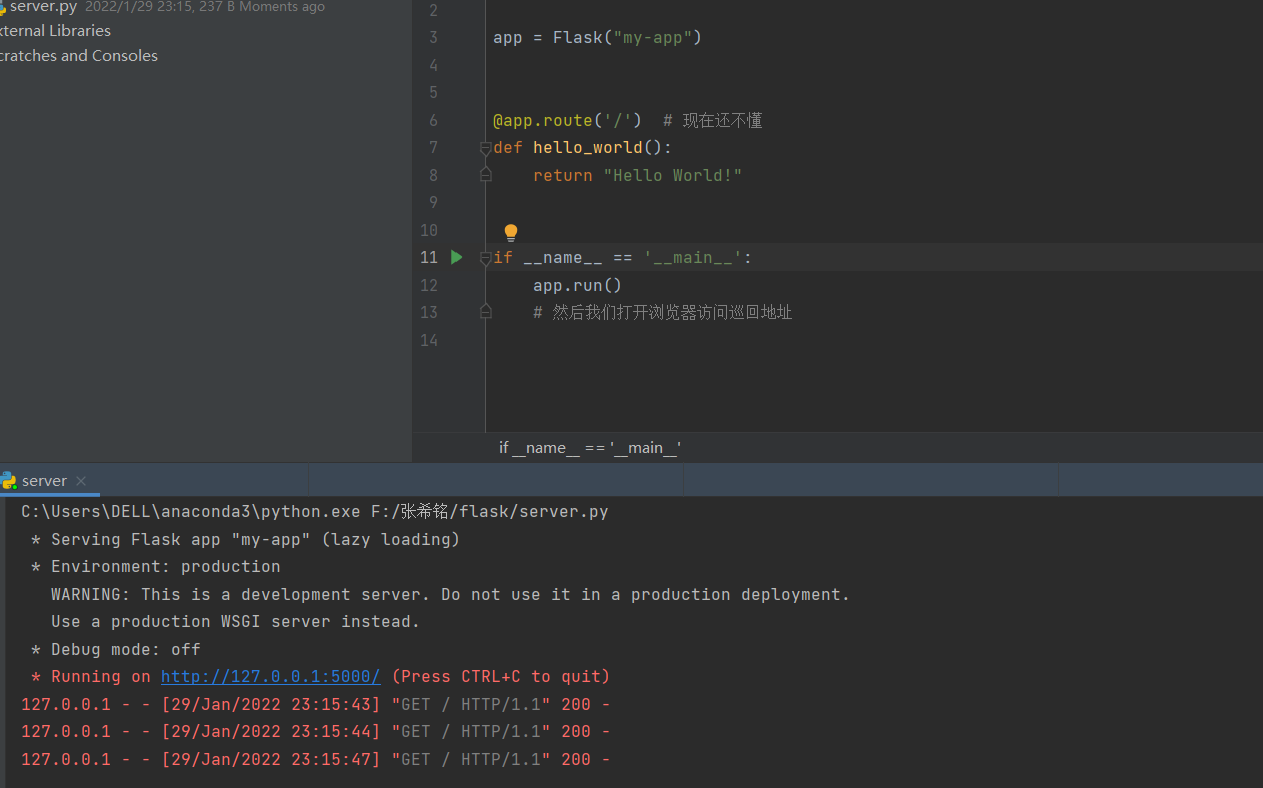 server.py 2022/1/29 23:15, 237 B Moments ago
xternal Libraries
cratches and Consoles
2
3 app = Flask("my-app")
4
5
6 @app.route('/') # 现在还不懂
7 def hello_world():
8 return "Hello World!"
9
10
11 if __name__ == '__main__':
12 app.run()
13 # 然后我们打开浏览器访问巡回地址
14
if __name__ == '__main__'
server
C:\Users\DELL\anaconda3\python.exe F:/张希铭/flask/server.py
* Serving Flask app "my-app" (lazy loading)
* Environment: production
WARNING: This is a development server. Do not use it in a production deployment.
Use a production WSGI server instead.
* Debug mode: off
* Running on http://127.0.0.1:5000/ (Press CTRL+C to quit)
127.0.0.1 - - [29/Jan/2022 23:15:43] "GET / HTTP/1.1" 200 -
127.0.0.1 - - [29/Jan/2022 23:15:44] "GET / HTTP/1.1" 200 -
127.0.0.1 - - [29/Jan/2022 23:15:47] "GET / HTTP/1.1" 200 -